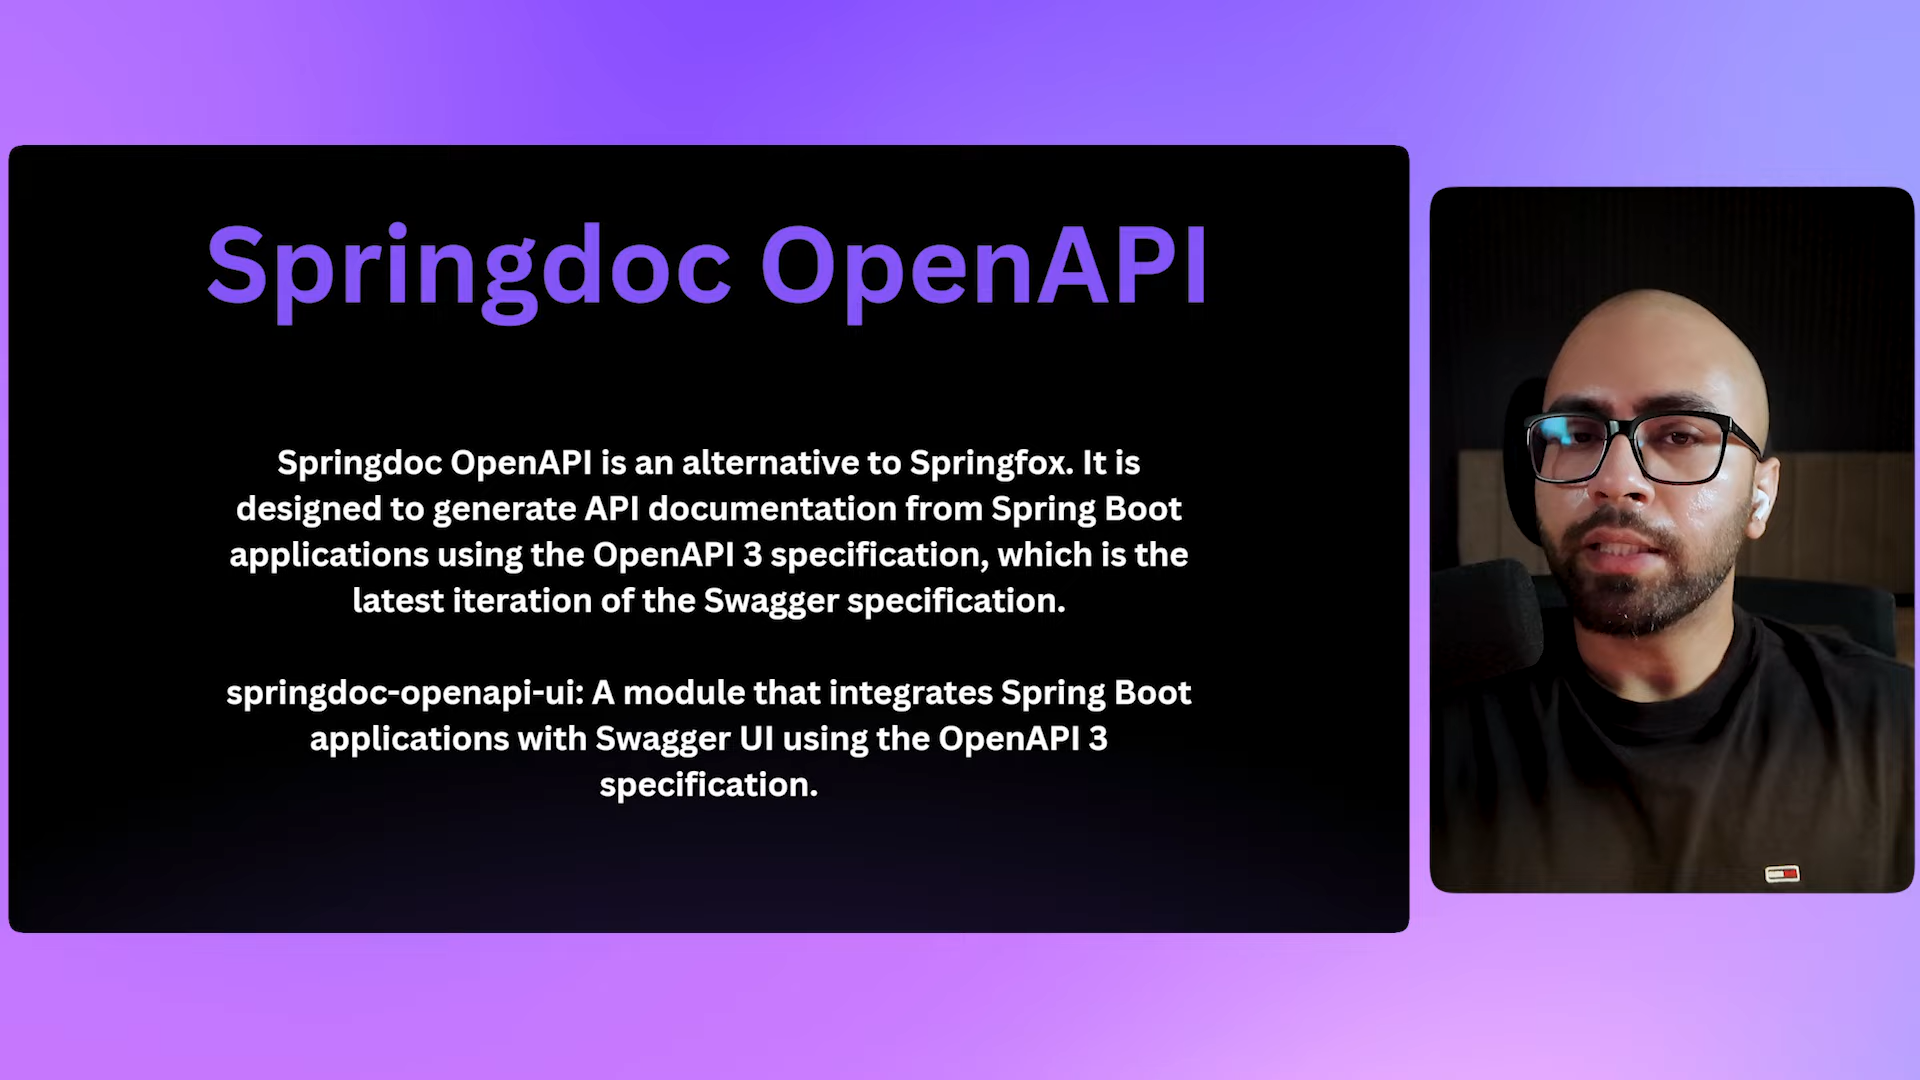 Springdoc OpenAPI
Springdoc OpenAPI is an alternative to Springfox. It is
designed to generate API documentation from Spring Boot
applications using the OpenAPI 3 specification, which is the
latest iteration of the Swagger specification.
springdoc-openapi-ui: A module that integrates Spring Boot
applications with Swagger UI using the OpenAPI 3
specification.